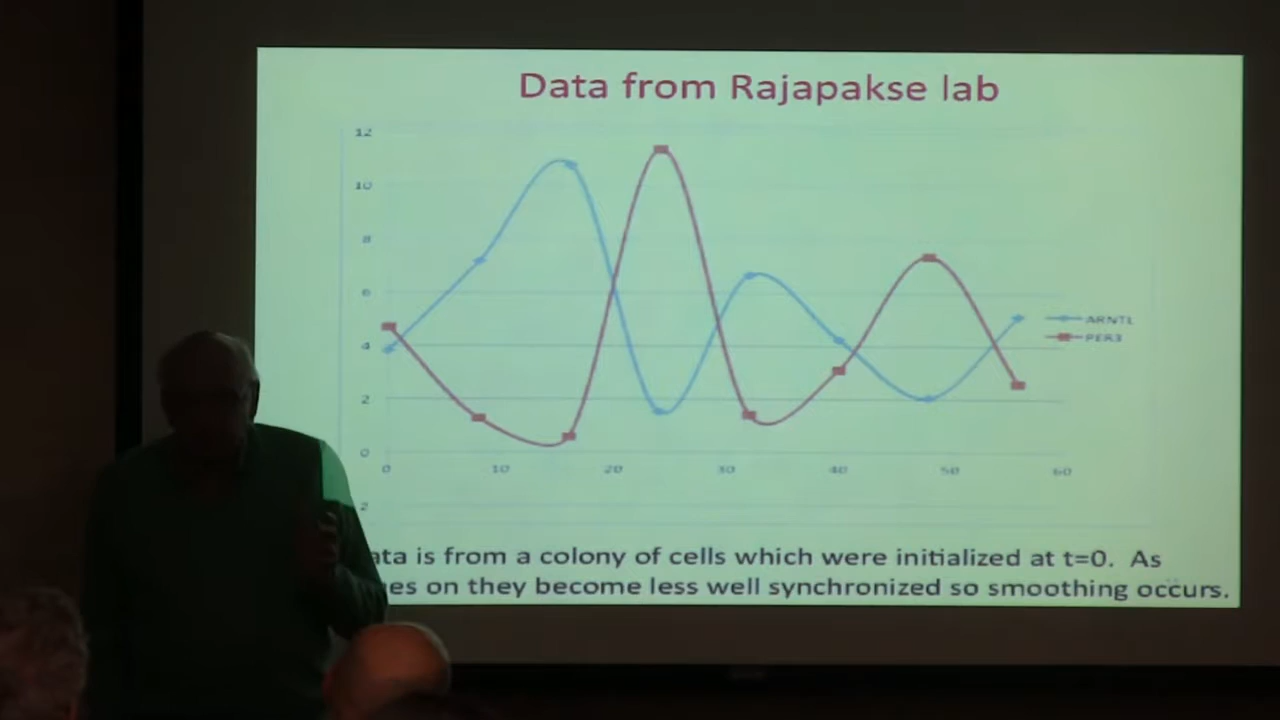 Data from Rajapakse lab
12
10
8
6
4
2
0
2
0 10 20 30 40 50 60
ARNTL
PER3
ata is from a colony of cells which were initialized at t=0. As
es on they become less well synchronized so smoothing occurs.